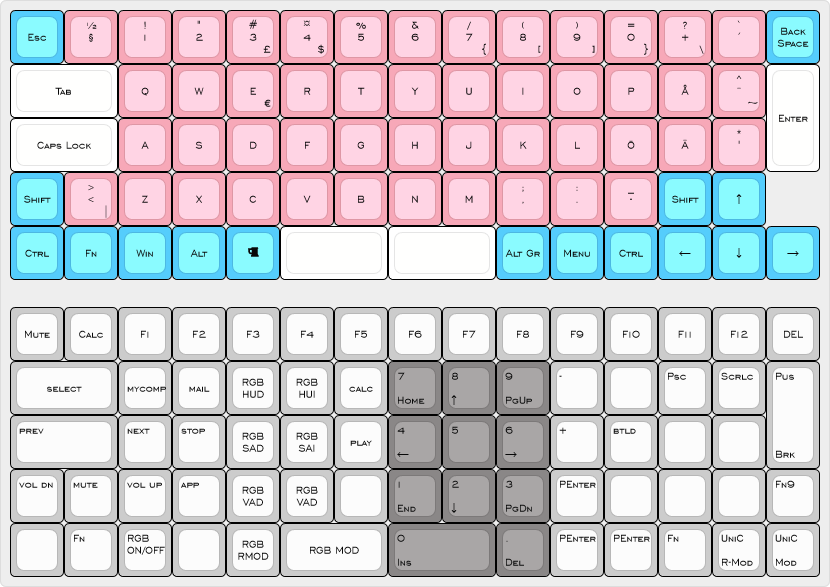 Esc ½ § ! 1 " 2 # 3 £ ¤ 4 $ % 5 & 6 / 7 { ( 8 [ ) 9 ] = 0 } ? + \ ` ´ Back Space
Tab Q W E € R T Y U I O P Å ^ ¨ ~ Enter
Caps Lock A S D F G H J K L Ö Ä * '
Shift > < | Z X C V B N M ; , : . _ - Shift ↑
Ctrl Fn Win Alt Alt Gr Menu Ctrl ← ↓ →
Mute Calc F1 F2 F3 F4 F5 F6 F7 F8 F9 F10 F11 F12 DEL
SELECT MYCOMP MAIL RGB HUD RGB HUI CALC 7 Home 8 ↑ 9 PgUp - Psc Scrlc Pus Brk
PREV NEXT STOP RGB SAD RGB SAI PLAY 4 ← 5 6 → + BTLD
VOL DN MUTE VOL UP APP RGB VAD RGB VAD 1 End 2 ↓ 3 PgDn PEnter Fn9
Fn RGB ON/OFF RGB RMOD RGB MOD 0 Ins . Del PEnter PEnter Fn UniC R-Mod UniC Mod